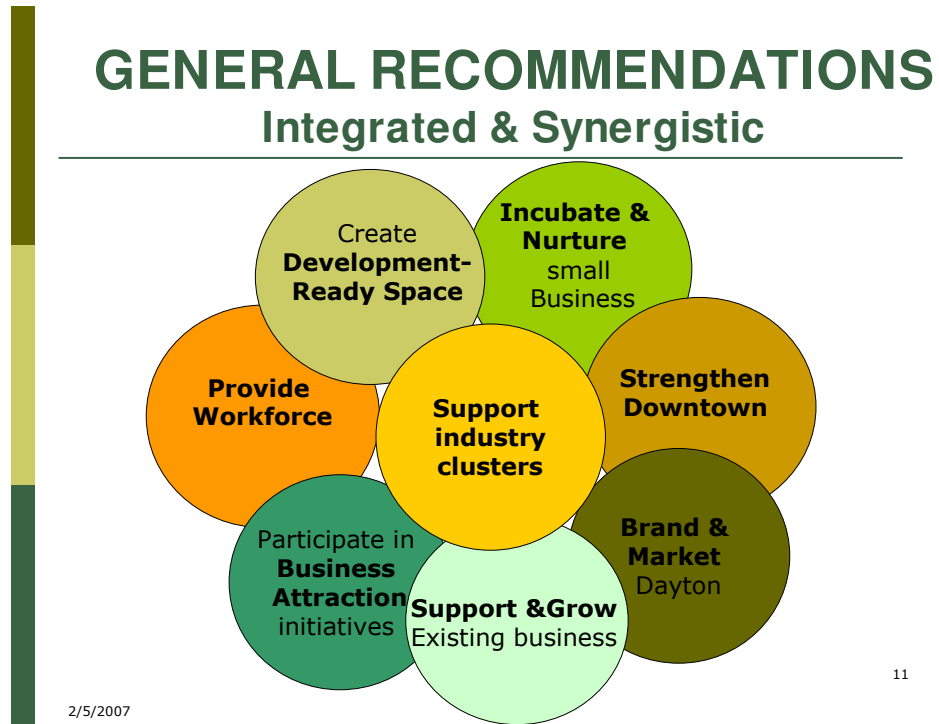 GENERAL RECOMMENDATIONS
Integrated & Synergistic
Create
Development-
Ready Space
Incubate &
Nurture
small
Business
Provide
Workforce
Support
industry
clusters
Strengthen
Downtown
Participate in
Business
Attraction
initiatives
Support &Grow
Existing business
Brand &
Market
Dayton
11
2/5/2007